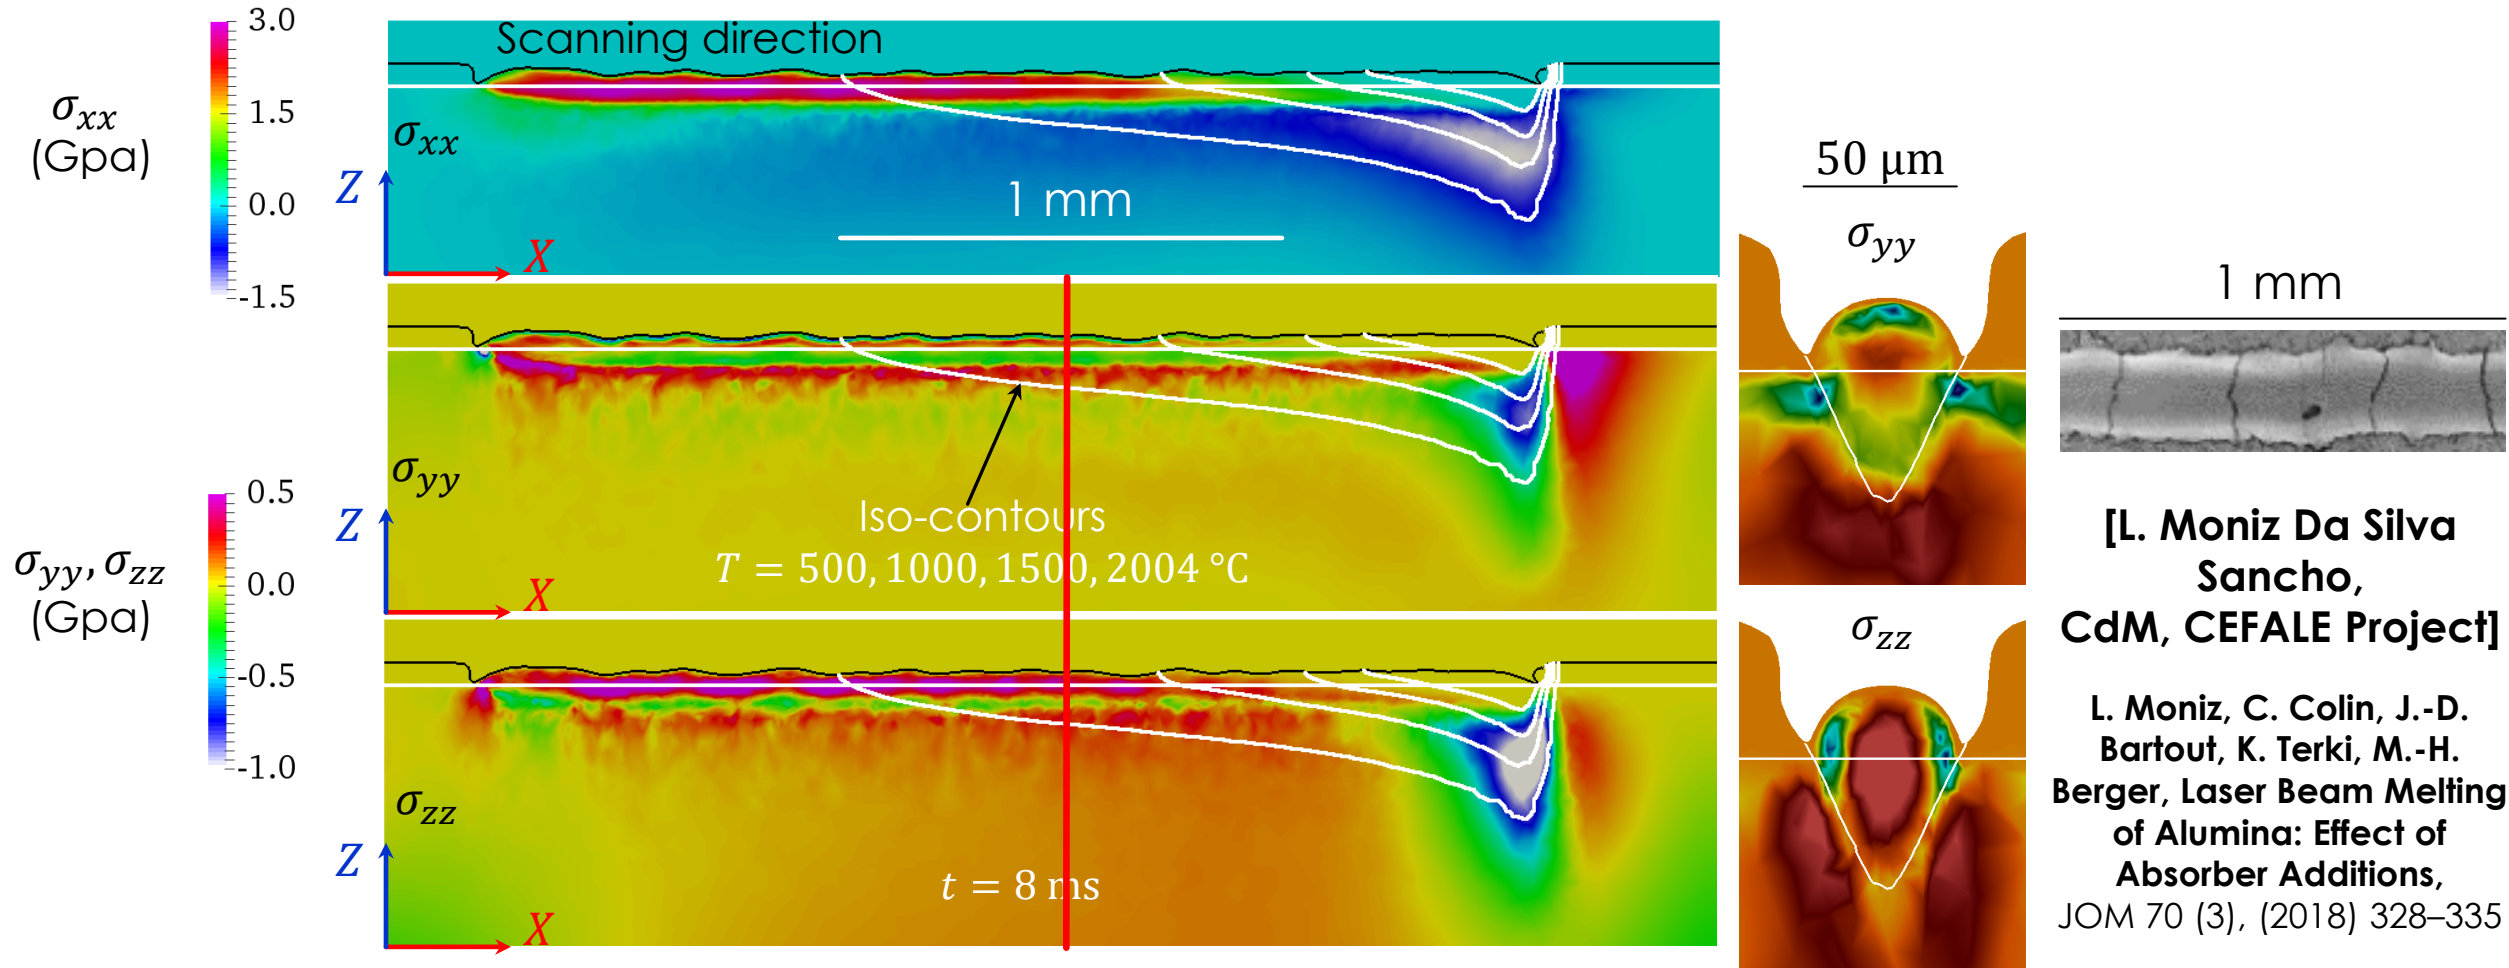 3.0
1.5
0.0
-1.5
σxx
(Gpa)
Scanning direction
σxx
Z
X
1 mm
0.5
0.0
-0.5
-1.0
σyy, σzz
(Gpa)
σyy
Z
X
Iso-contours
T = 500, 1000, 1500, 2004 °C
σzz
Z
X
t = 8 ms
50 μm
σyy
σzz
1 mm
[L. Moniz Da Silva
Sancho,
CdM, CEFALE Project]
L. Moniz, C. Colin, J.-D.
Bartout, K. Terki, M.-H.
Berger, Laser Beam Melting
of Alumina: Effect of
Absorber Additions,
JOM 70 (3), (2018) 328–335